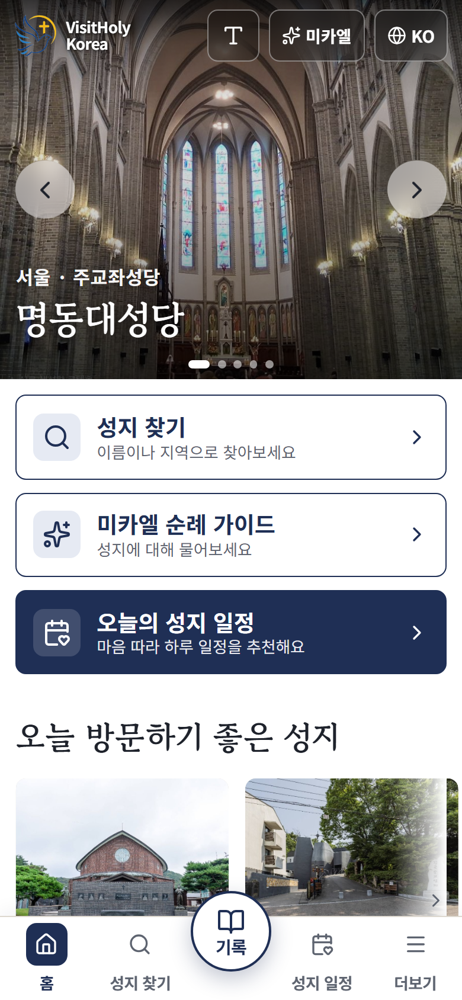 VisitHoly
Korea
미카엘
KO
서울 · 주교좌성당
명동대성당
성지 찾기
이름이나 지역으로 찾아보세요
미카엘 순례 가이드
성지에 대해 물어보세요
오늘의 성지 일정
마음 따라 하루 일정을 추천해요
오늘 방문하기 좋은 성지
홈
성지 찾기
기록
성지 일정
더보기